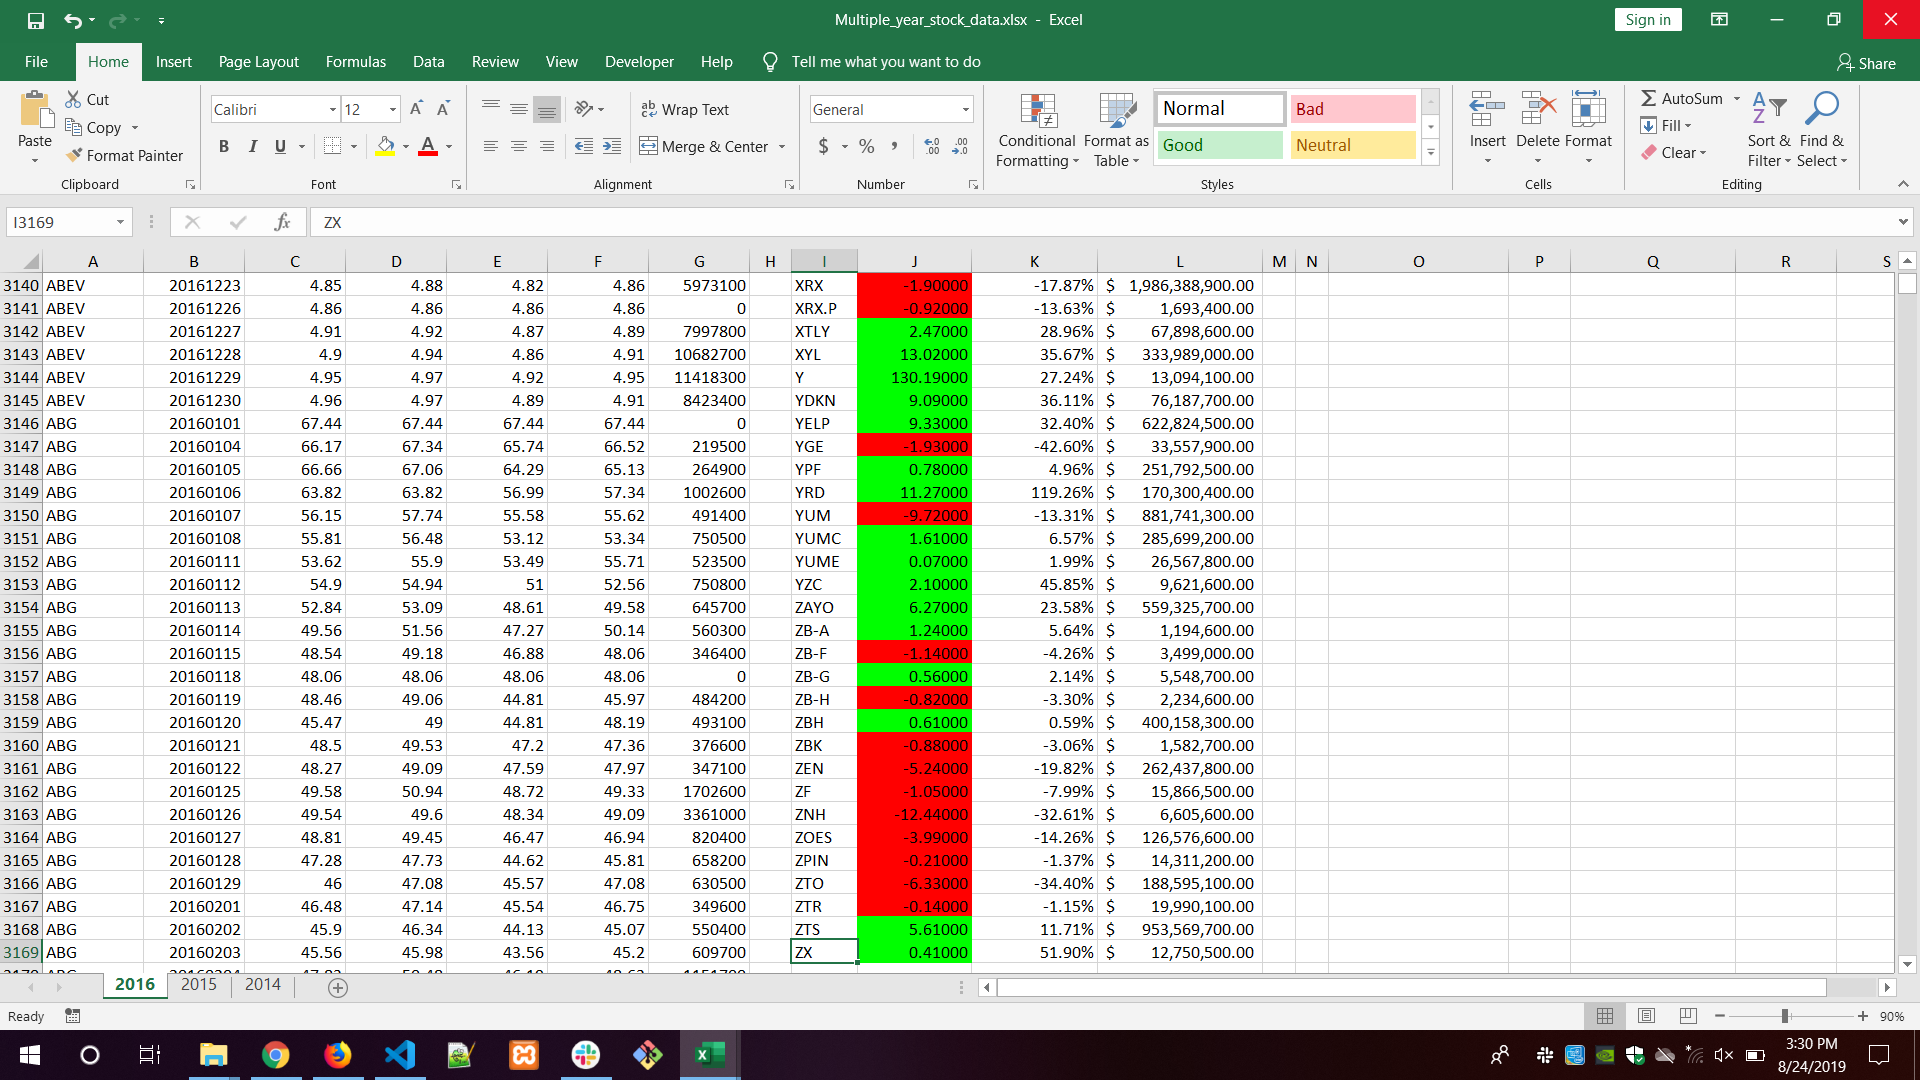 Multiple_year_stock_data.xlsx - Excel
Sign in
File Home Insert Page Layout Formulas Data Review View Developer Help Tell me what you want to do Share
Paste
Cut
Copy
Format Painter
Clipboard
Calibri 12
B I U A
Font
Wrap Text
Merge & Center
Alignment
General
$ % ,
Number
Conditional Formatting
Format as Table
Normal Bad
Good Neutral
Styles
Insert Delete Format
Cells
AutoSum
Fill
Clear
Sort & Filter
Find & Select
Editing
I3169 fx ZX
A B C D E F G H I J K L M N O P Q R S
3140 ABEV 20161223 4.85 4.88 4.82 4.86 5973100 XRX -1.90000 -17.87% $ 1,986,388,900.00
3141 ABEV 20161226 4.86 4.86 4.86 4.86 0 XRX.P -0.92000 -13.63% $ 1,693,400.00
3142 ABEV 20161227 4.91 4.92 4.87 4.89 7997800 XTLY 2.47000 28.96% $ 67,898,600.00
3143 ABEV 20161228 4.9 4.94 4.86 4.91 10682700 XYL 13.02000 35.67% $ 333,989,000.00
3144 ABEV 20161229 4.95 4.97 4.92 4.95 11418300 Y 130.19000 27.24% $ 13,094,100.00
3145 ABEV 20161230 4.96 4.97 4.89 4.91 8423400 YDKN 9.09000 36.11% $ 76,187,700.00
3146 ABG 20160101 67.44 67.44 67.44 67.44 0 YELP 9.33000 32.40% $ 622,824,500.00
3147 ABG 20160104 66.17 67.34 65.74 66.52 219500 YGE -1.93000 -42.60% $ 33,557,900.00
3148 ABG 20160105 66.66 67.06 64.29 65.13 264900 YPF 0.78000 4.96% $ 251,792,500.00
3149 ABG 20160106 63.82 63.82 56.99 57.34 1002600 YRD 11.27000 119.26% $ 170,300,400.00
3150 ABG 20160107 56.15 57.74 55.58 55.62 491400 YUM -9.72000 -13.31% $ 881,741,300.00
3151 ABG 20160108 55.81 56.48 53.12 53.34 750500 YUMC 1.61000 6.57% $ 285,699,200.00
3152 ABG 20160111 53.62 55.9 53.49 55.71 523500 YUME 0.07000 1.99% $ 26,567,800.00
3153 ABG 20160112 54.9 54.94 51 52.56 750800 YZC 2.10000 45.85% $ 9,621,600.00
3154 ABG 20160113 52.84 53.09 48.61 49.58 645700 ZAYO 6.27000 23.58% $ 559,325,700.00
3155 ABG 20160114 49.56 51.56 47.27 50.14 560300 ZB-A 1.24000 5.64% $ 1,194,600.00
3156 ABG 20160115 48.54 49.18 46.88 48.06 346400 ZB-F -1.14000 -4.26% $ 3,499,000.00
3157 ABG 20160118 48.06 48.06 48.06 48.06 0 ZB-G 0.56000 2.14% $ 5,548,700.00
3158 ABG 20160119 48.46 49.06 44.81 45.97 484200 ZB-H -0.82000 -3.30% $ 2,234,600.00
3159 ABG 20160120 45.47 49 44.81 48.19 493100 ZBH 0.61000 0.59% $ 400,158,300.00
3160 ABG 20160121 48.5 49.53 47.2 47.36 376600 ZBK -0.88000 -3.06% $ 1,582,700.00
3161 ABG 20160122 48.27 49.09 47.59 47.97 347100 ZEN -5.24000 -19.82% $ 262,437,800.00
3162 ABG 20160125 49.58 50.94 48.72 49.33 1702600 ZF -1.05000 -7.99% $ 15,866,500.00
3163 ABG 20160126 49.54 49.6 48.34 49.09 3361000 ZNH -12.44000 -32.61% $ 6,605,600.00
3164 ABG 20160127 48.81 49.45 46.47 46.94 820400 ZOES -3.99000 -14.26% $ 126,576,600.00
3165 ABG 20160128 47.28 47.73 44.62 45.81 658200 ZPIN -0.21000 -1.37% $ 14,311,200.00
3166 ABG 20160129 46 47.08 45.57 47.08 630500 ZTO -6.33000 -34.40% $ 188,595,100.00
3167 ABG 20160201 46.48 47.14 45.54 46.75 349600 ZTR -0.14000 -1.15% $ 19,990,100.00
3168 ABG 20160202 45.9 46.34 44.13 45.07 550400 ZTS 5.61000 11.71% $ 953,569,700.00
3169 ABG 20160203 45.56 45.98 43.56 45.2 609700 ZX 0.41000 51.90% $ 12,750,500.00
2016 2015 2014
Ready 90%
3:30 PM
8/24/2019